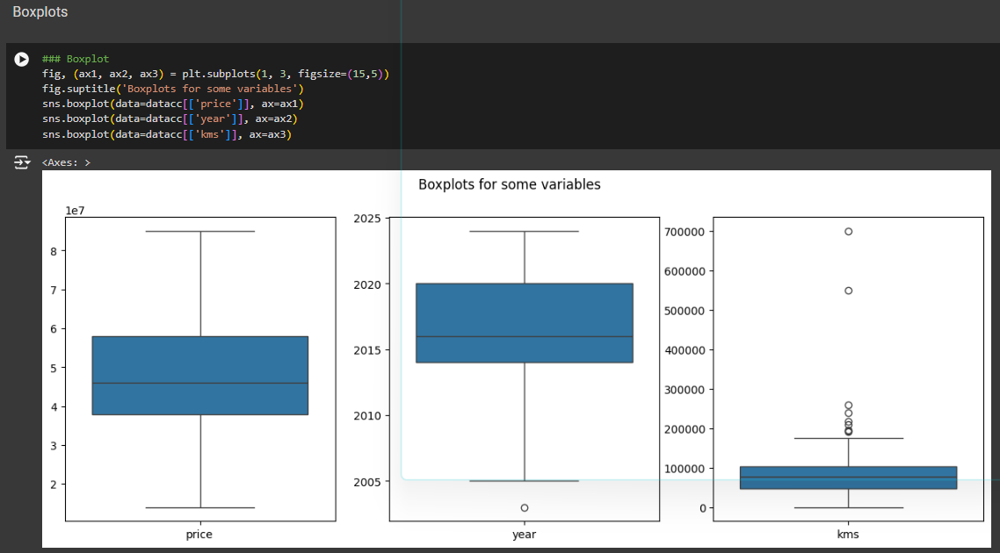 Boxplots
### Boxplot
fig, (ax1, ax2, ax3) = plt.subplots(1, 3, figsize=(15,5))
fig.suptitle('Boxplots for some variables')
sns.boxplot(data=datacc[['price']], ax=ax1)
sns.boxplot(data=datacc[['year']], ax=ax2)
sns.boxplot(data=datacc[['kms']], ax=ax3)
<Axes: >
Boxplots for some variables
1e7
8
7
6
5
4
3
2
price
2025
2020
2015
2010
2005
year
700000
600000
500000
400000
300000
200000
100000
0
kms